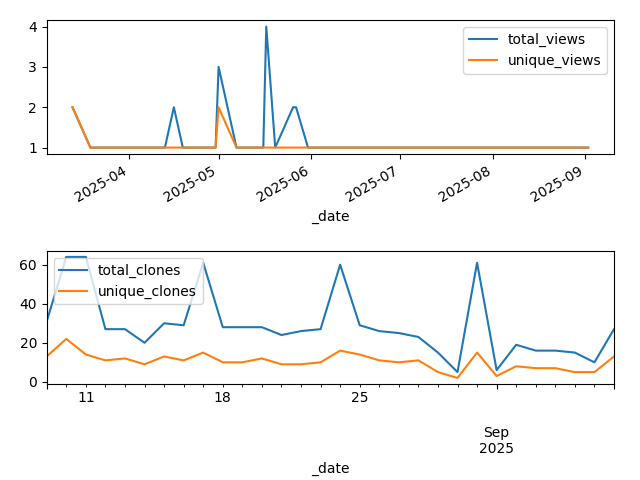 4
3
2
1
total_views
unique_views
2025-04
2025-05
2025-06
2025-07
2025-08
2025-09
_date
60
40
20
0
total_clones
unique_clones
11
18
25
Sep
2025
_date